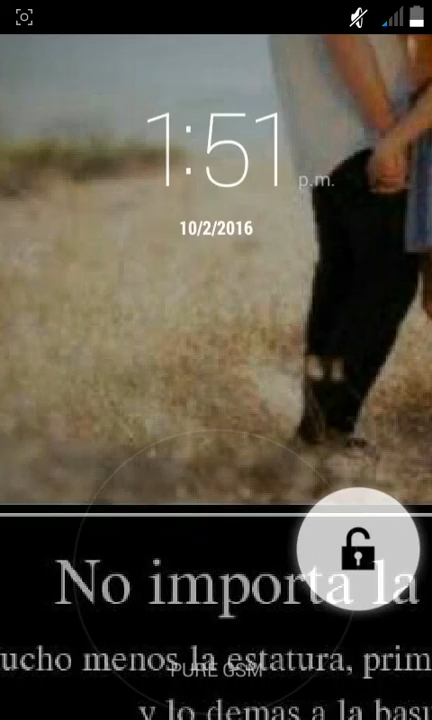 1:51 p.m.
10/2/2016
No importa la
ucho menos la estatura, prim
PURE GSM
y lo demas a la basu